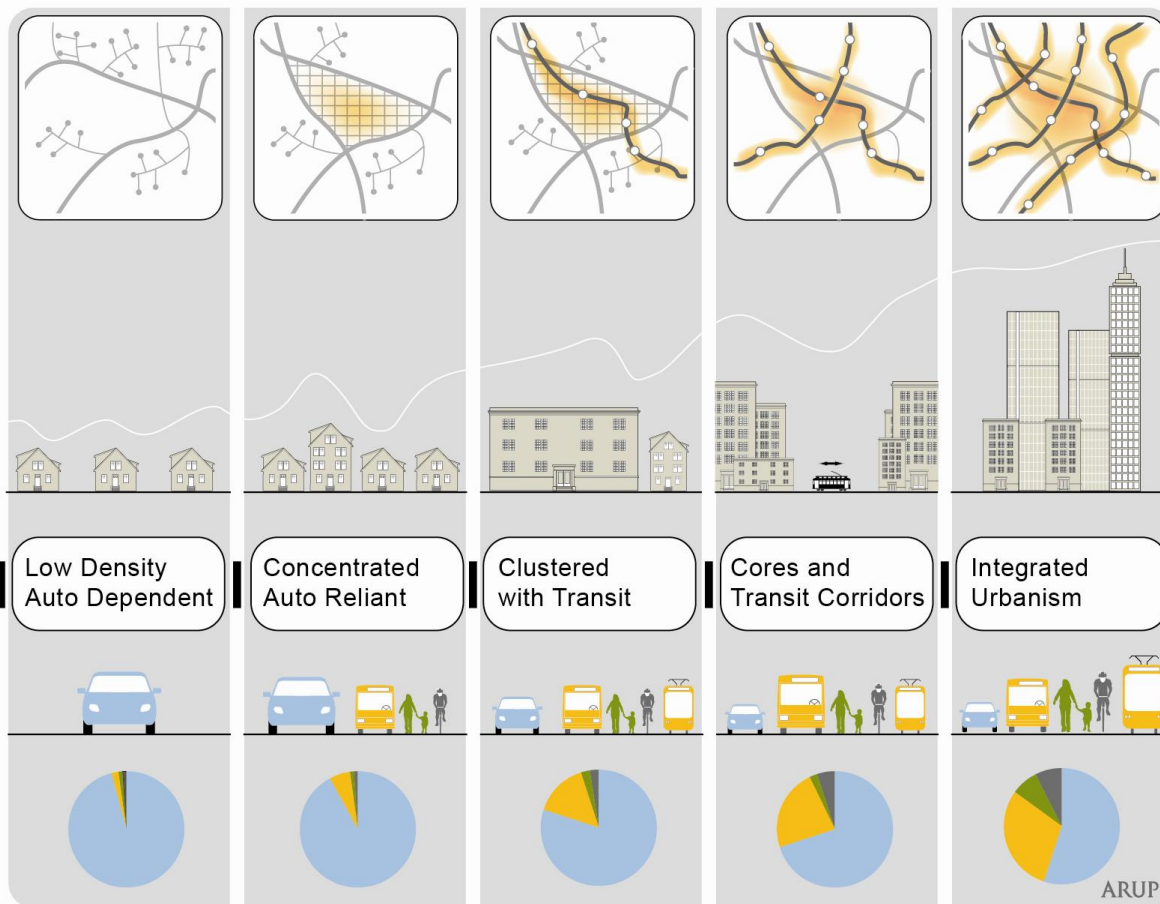 Low Density
Auto Dependent
Concentrated
Auto Reliant
Clustered
with Transit
Cores and
Transit Corridors
Integrated
Urbanism
ARUP